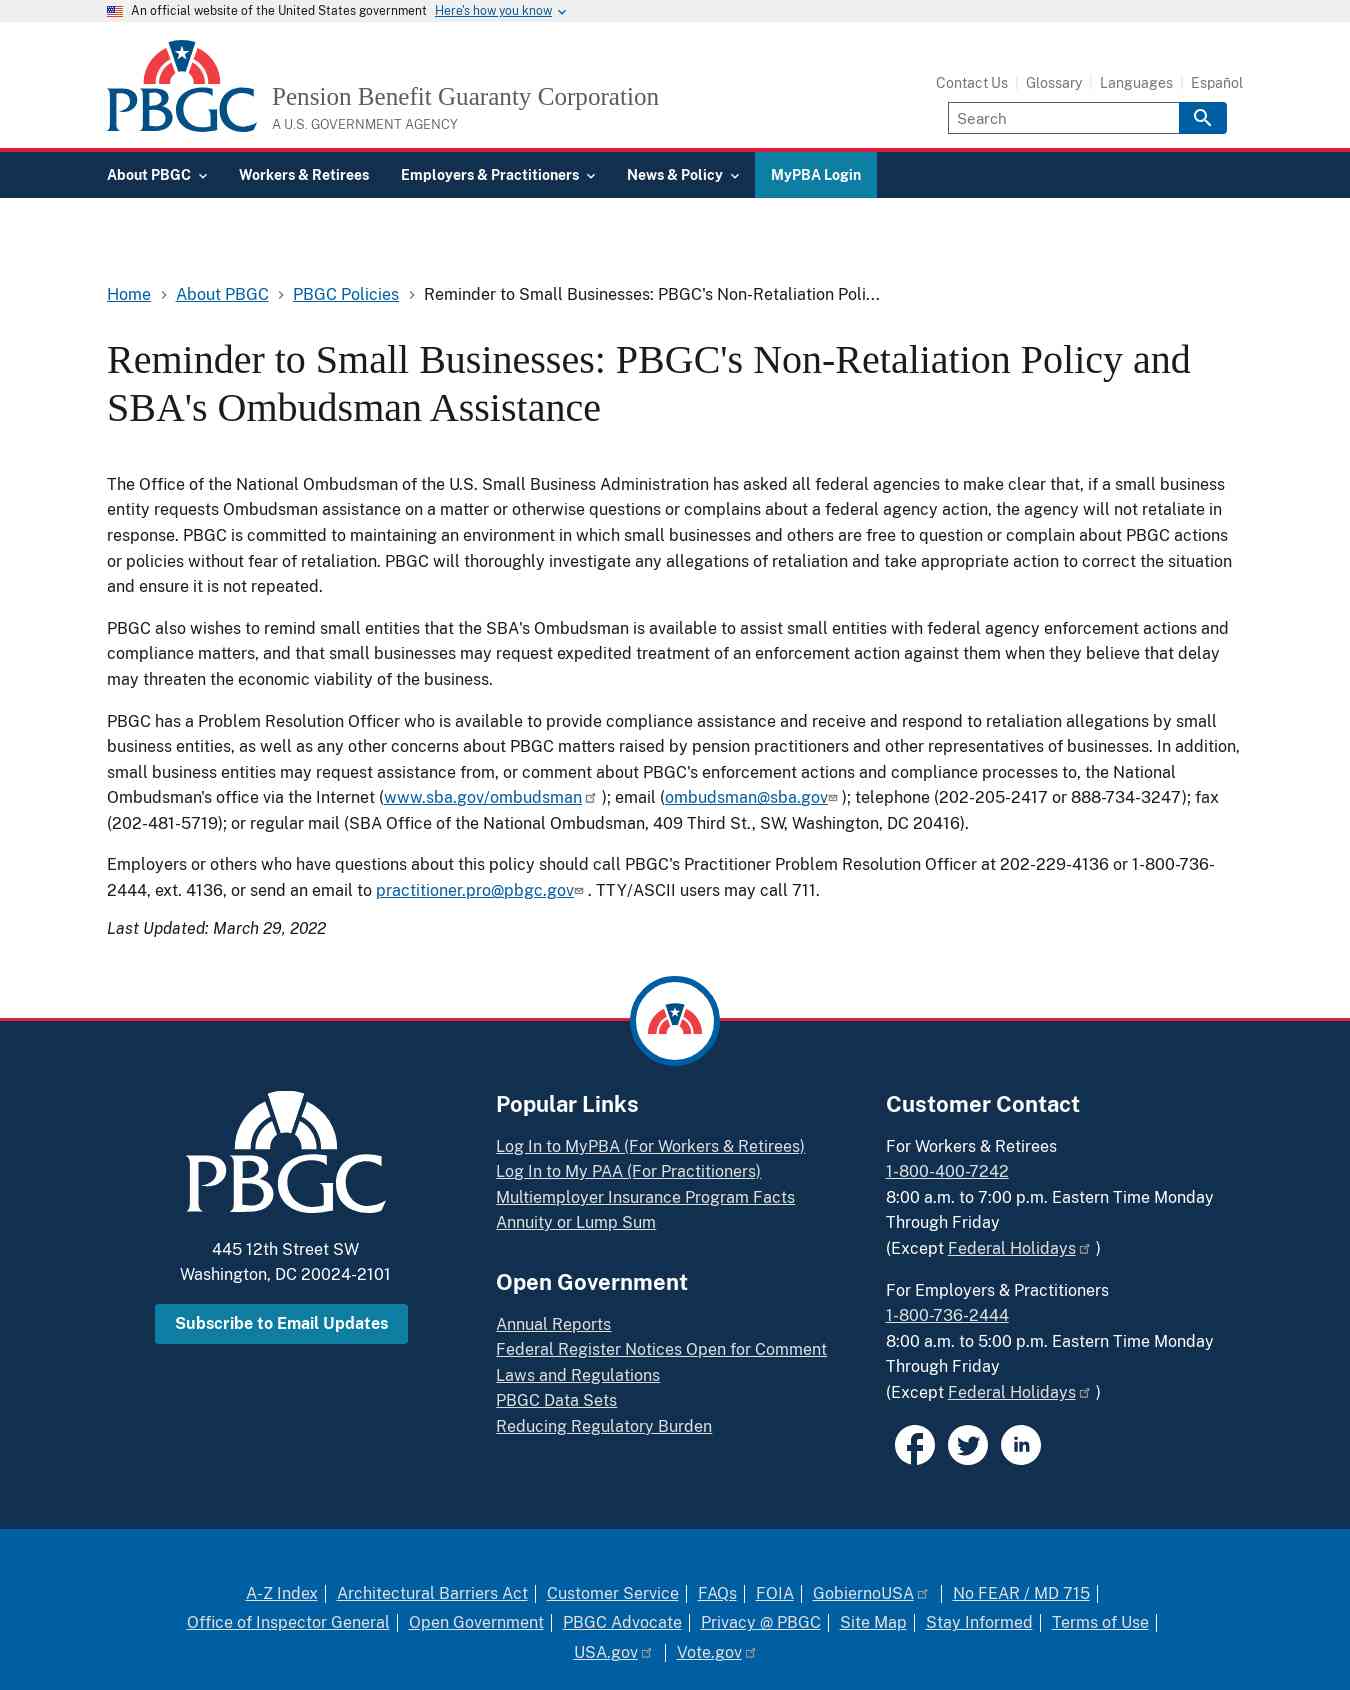 An official website of the United States government Here's how you know
PBGC
Pension Benefit Guaranty Corporation
A U.S. GOVERNMENT AGENCY
Contact Us Glossary Languages Español
Search
About PBGC Workers & Retirees Employers & Practitioners News & Policy MyPBA Login
Home About PBGC PBGC Policies Reminder to Small Businesses: PBGC's Non-Retaliation Poli...
Reminder to Small Businesses: PBGC's Non-Retaliation Policy and
SBA's Ombudsman Assistance
The Office of the National Ombudsman of the U.S. Small Business Administration has asked all federal agencies to make clear that, if a small business
entity requests Ombudsman assistance on a matter or otherwise questions or complains about a federal agency action, the agency will not retaliate in
response. PBGC is committed to maintaining an environment in which small businesses and others are free to question or complain about PBGC actions
or policies without fear of retaliation. PBGC will thoroughly investigate any allegations of retaliation and take appropriate action to correct the situation
and ensure it is not repeated.
PBGC also wishes to remind small entities that the SBA's Ombudsman is available to assist small entities with federal agency enforcement actions and
compliance matters, and that small businesses may request expedited treatment of an enforcement action against them when they believe that delay
may threaten the economic viability of the business.
PBGC has a Problem Resolution Officer who is available to provide compliance assistance and receive and respond to retaliation allegations by small
business entities, as well as any other concerns about PBGC matters raised by pension practitioners and other representatives of businesses. In addition,
small business entities may request assistance from, or comment about PBGC's enforcement actions and compliance processes to, the National
Ombudsman's office via the Internet (www.sba.gov/ombudsman ); email (ombudsman@sba.gov ); telephone (202-205-2417 or 888-734-3247); fax
(202-481-5719); or regular mail (SBA Office of the National Ombudsman, 409 Third St., SW, Washington, DC 20416).
Employers or others who have questions about this policy should call PBGC's Practitioner Problem Resolution Officer at 202-229-4136 or 1-800-736-
2444, ext. 4136, or send an email to practitioner.pro@pbgc.gov . TTY/ASCII users may call 711.
Last Updated: March 29, 2022
PBGC
445 12th Street SW
Washington, DC 20024-2101
Subscribe to Email Updates
Popular Links
Log In to MyPBA (For Workers & Retirees)
Log In to My PAA (For Practitioners)
Multiemployer Insurance Program Facts
Annuity or Lump Sum
Open Government
Annual Reports
Federal Register Notices Open for Comment
Laws and Regulations
PBGC Data Sets
Reducing Regulatory Burden
Customer Contact
For Workers & Retirees
1-800-400-7242
8:00 a.m. to 7:00 p.m. Eastern Time Monday
Through Friday
(Except Federal Holidays )
For Employers & Practitioners
1-800-736-2444
8:00 a.m. to 5:00 p.m. Eastern Time Monday
Through Friday
(Except Federal Holidays )
A-Z Index Architectural Barriers Act Customer Service FAQs FOIA GobiernoUSA No FEAR / MD 715
Office of Inspector General Open Government PBGC Advocate Privacy @ PBGC Site Map Stay Informed Terms of Use
USA.gov Vote.gov